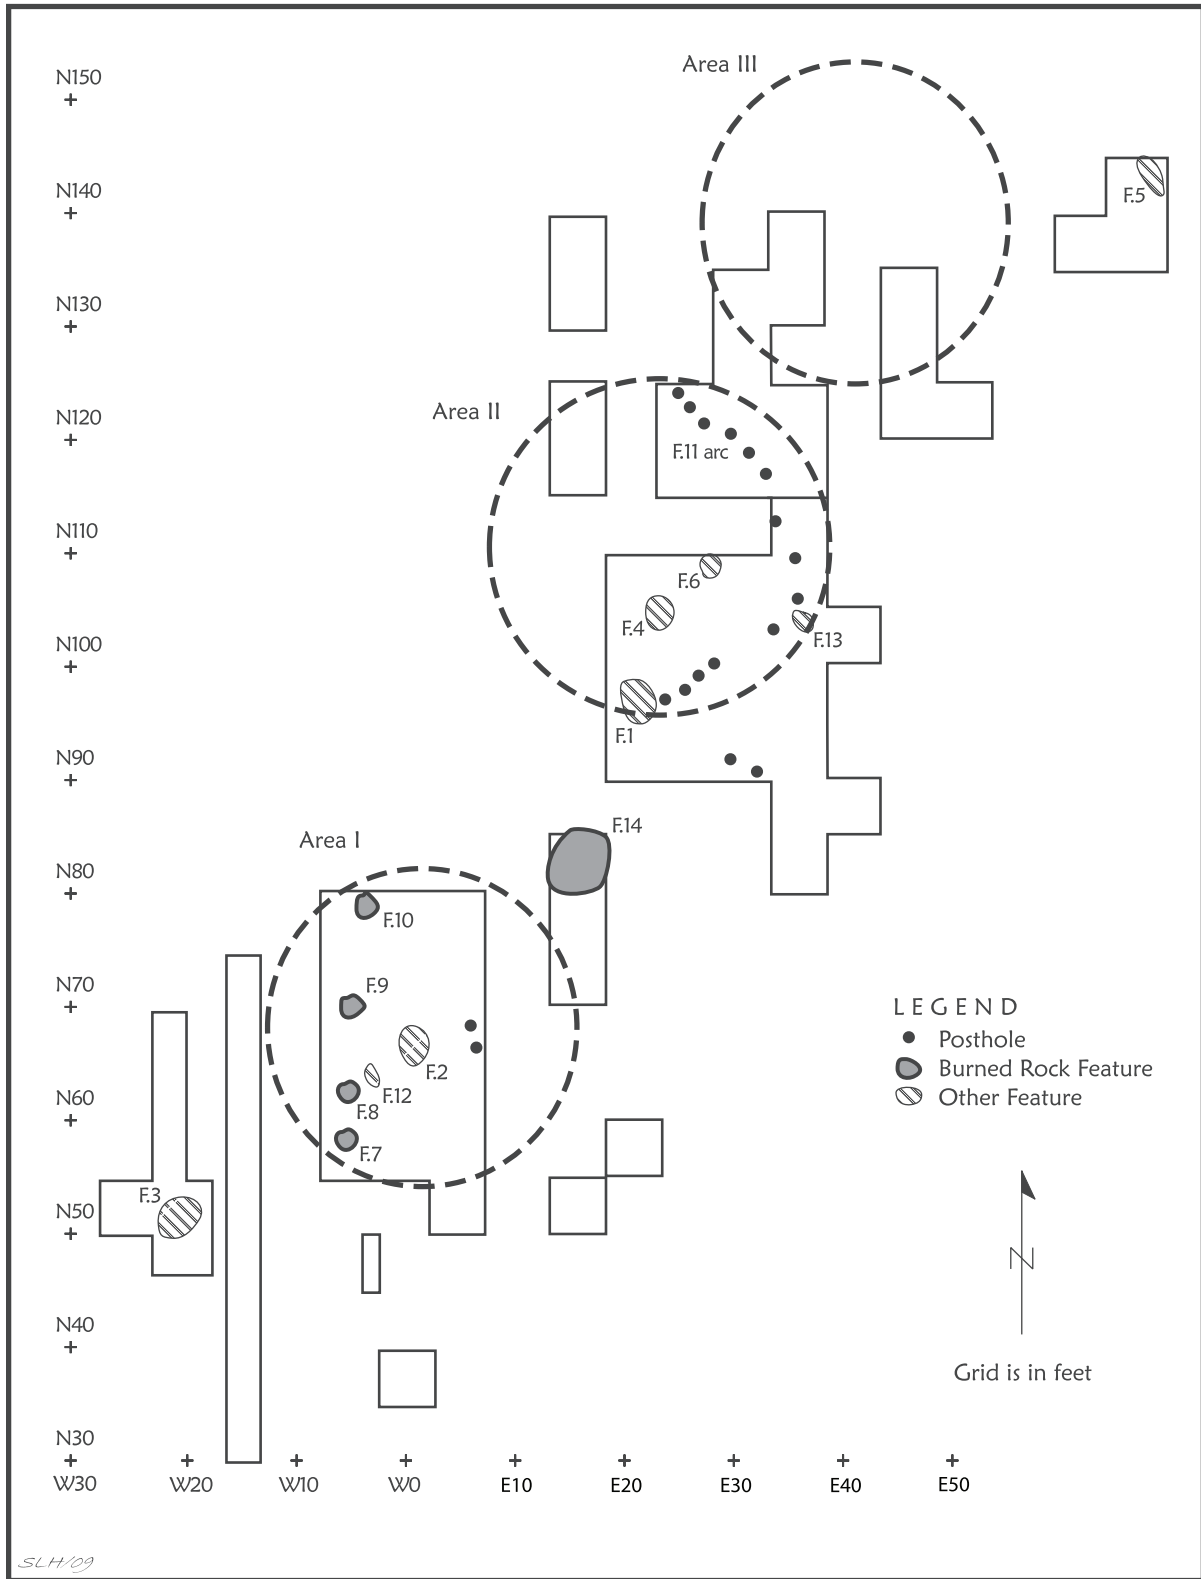 Area III
N150
N140
F.5
N130
Area II
N120
F.11 arc
N110
F.6
F.4
F.13
N100
F.1
N90
F.14
Area I
N80
F.10
F.9
N70
LEGEND
Posthole
Burned Rock Feature
Other Feature
F.2
F.12
F.8
F.7
N60
F.3
N50
N
N40
Grid is in feet
N30
W30 W20 W10 W0 E10 E20 E30 E40 E50
SLH/09